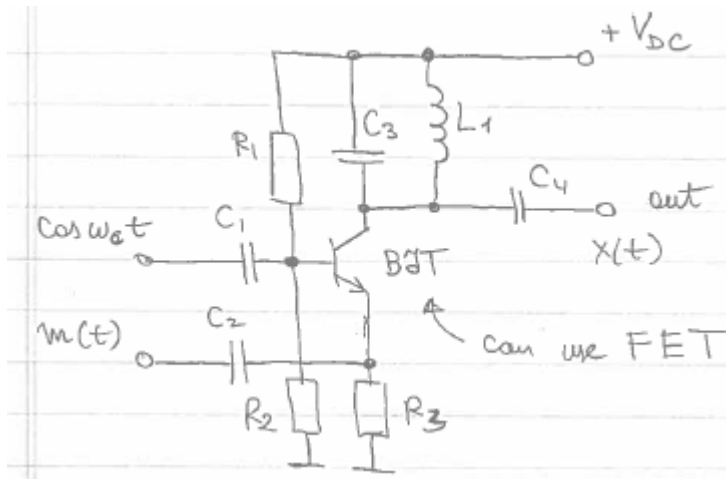 + V_DC
C3
L1
R1
C4
out
cos ω_c t
C1
x(t)
BJT
C2
m(t)
can use FET
R2
R3